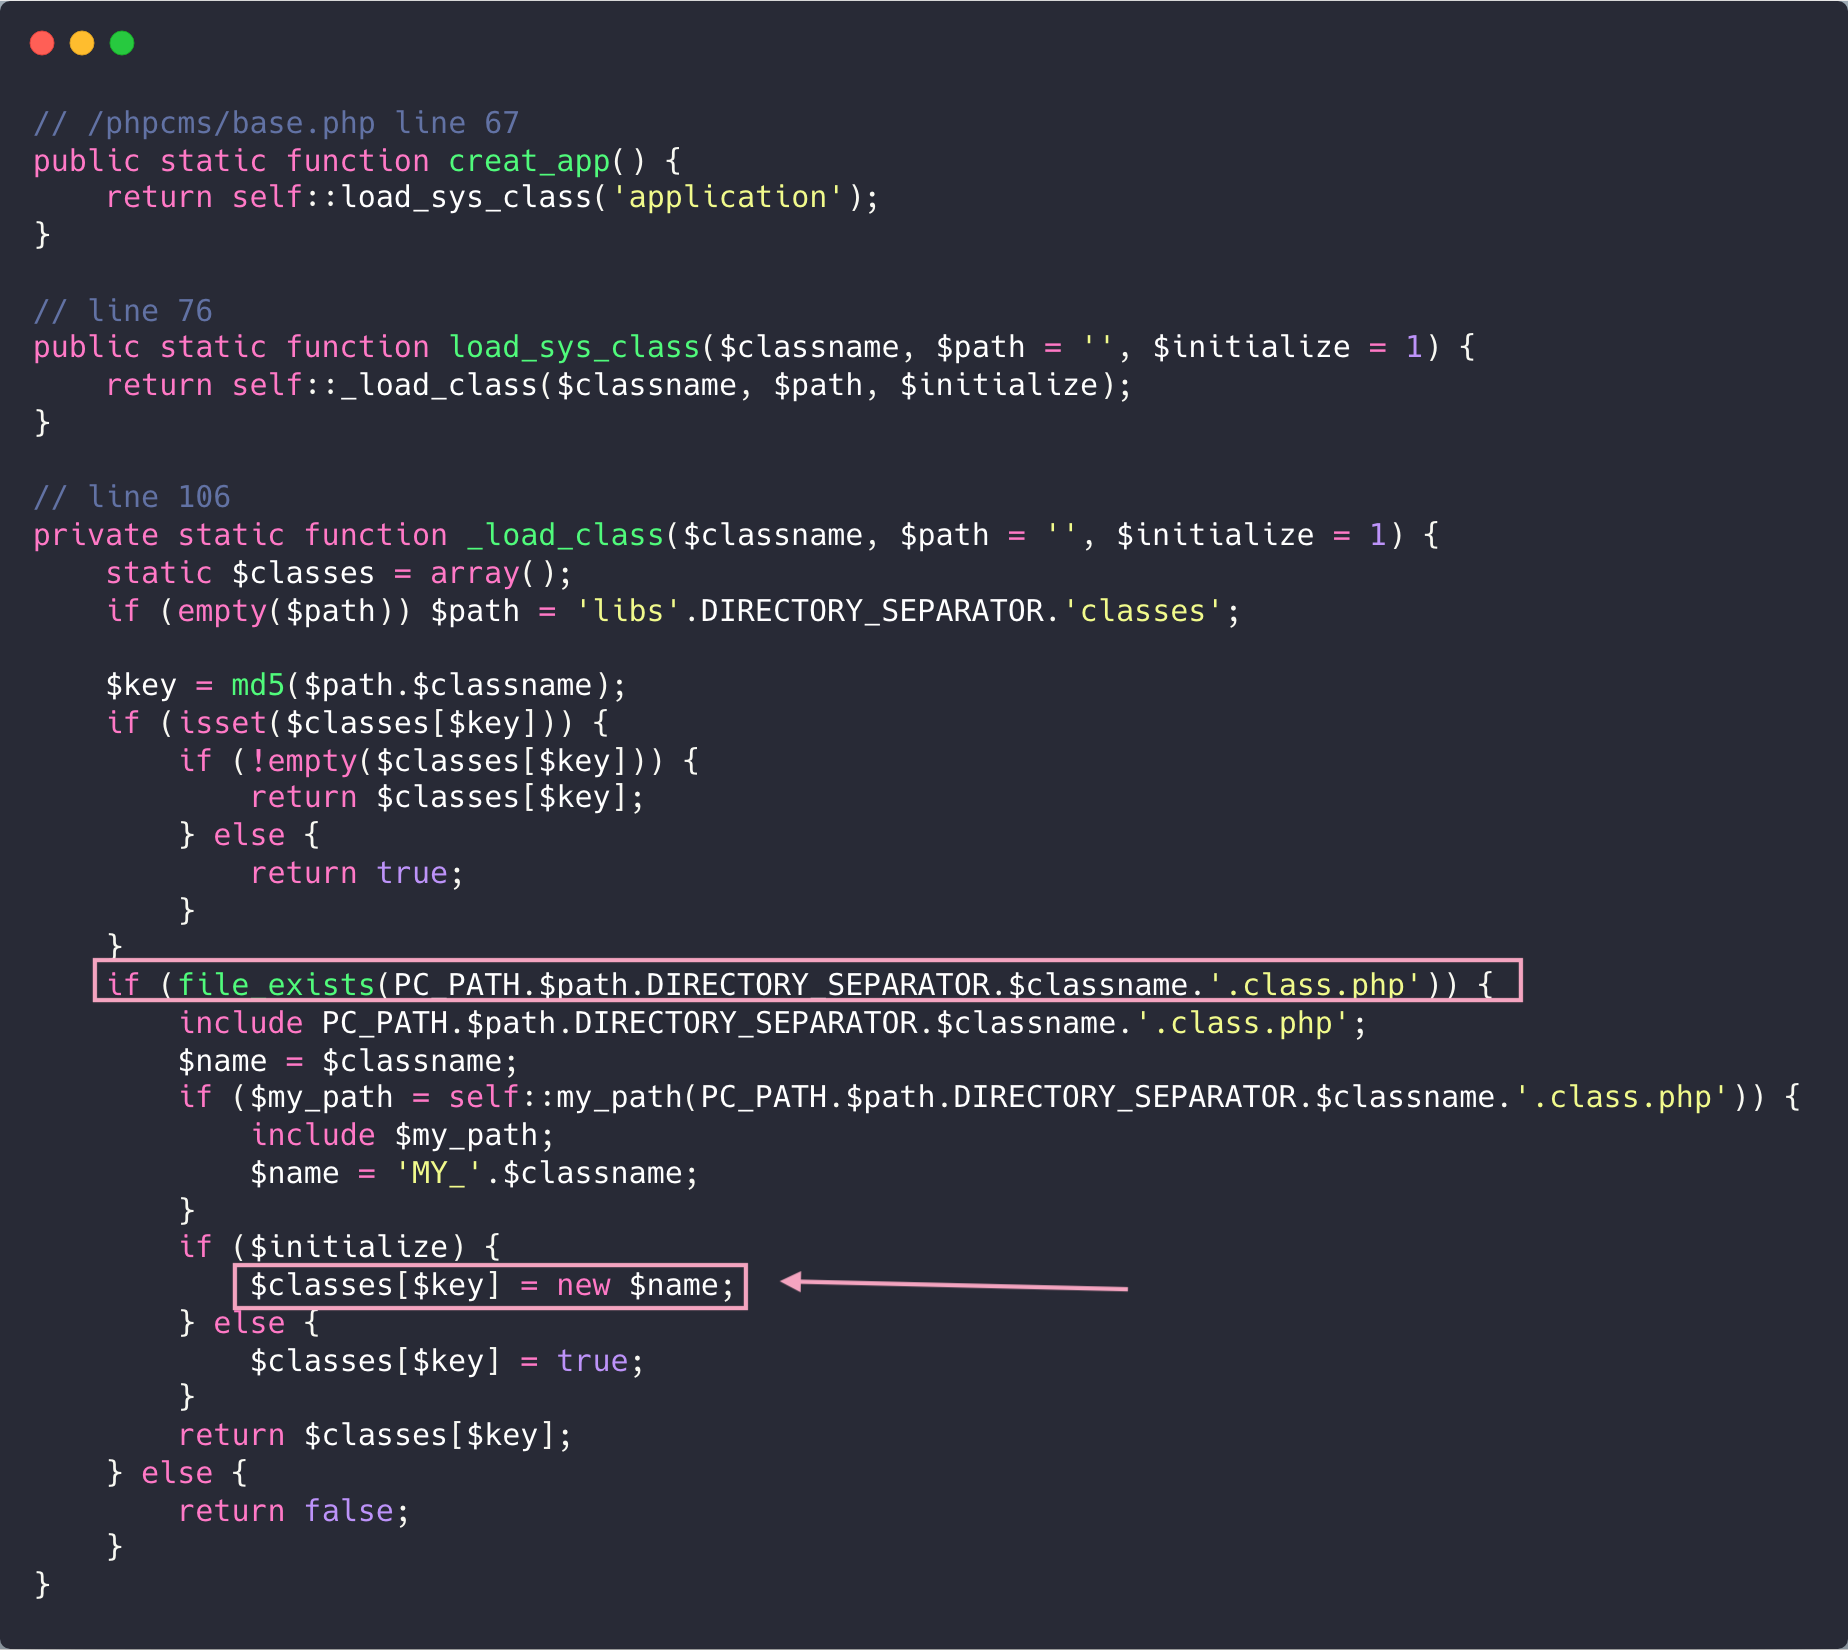 // /phpcms/base.php line 67
public static function creat_app() {
    return self::load_sys_class('application');
}

// line 76
public static function load_sys_class($classname, $path = '', $initialize = 1) {
    return self::_load_class($classname, $path, $initialize);
}

// line 106
private static function _load_class($classname, $path = '', $initialize = 1) {
    static $classes = array();
    if (empty($path)) $path = 'libs'.DIRECTORY_SEPARATOR.'classes';

    $key = md5($path.$classname);
    if (isset($classes[$key])) {
        if (!empty($classes[$key])) {
            return $classes[$key];
        } else {
            return true;
        }
    }
    if (file_exists(PC_PATH.$path.DIRECTORY_SEPARATOR.$classname.'.class.php')) {
        include PC_PATH.$path.DIRECTORY_SEPARATOR.$classname.'.class.php';
        $name = $classname;
        if ($my_path = self::my_path(PC_PATH.$path.DIRECTORY_SEPARATOR.$classname.'.class.php')) {
            include $my_path;
            $name = 'MY_'.$classname;
        }
        if ($initialize) {
            $classes[$key] = new $name;
        } else {
            $classes[$key] = true;
        }
        return $classes[$key];
    } else {
        return false;
    }
}